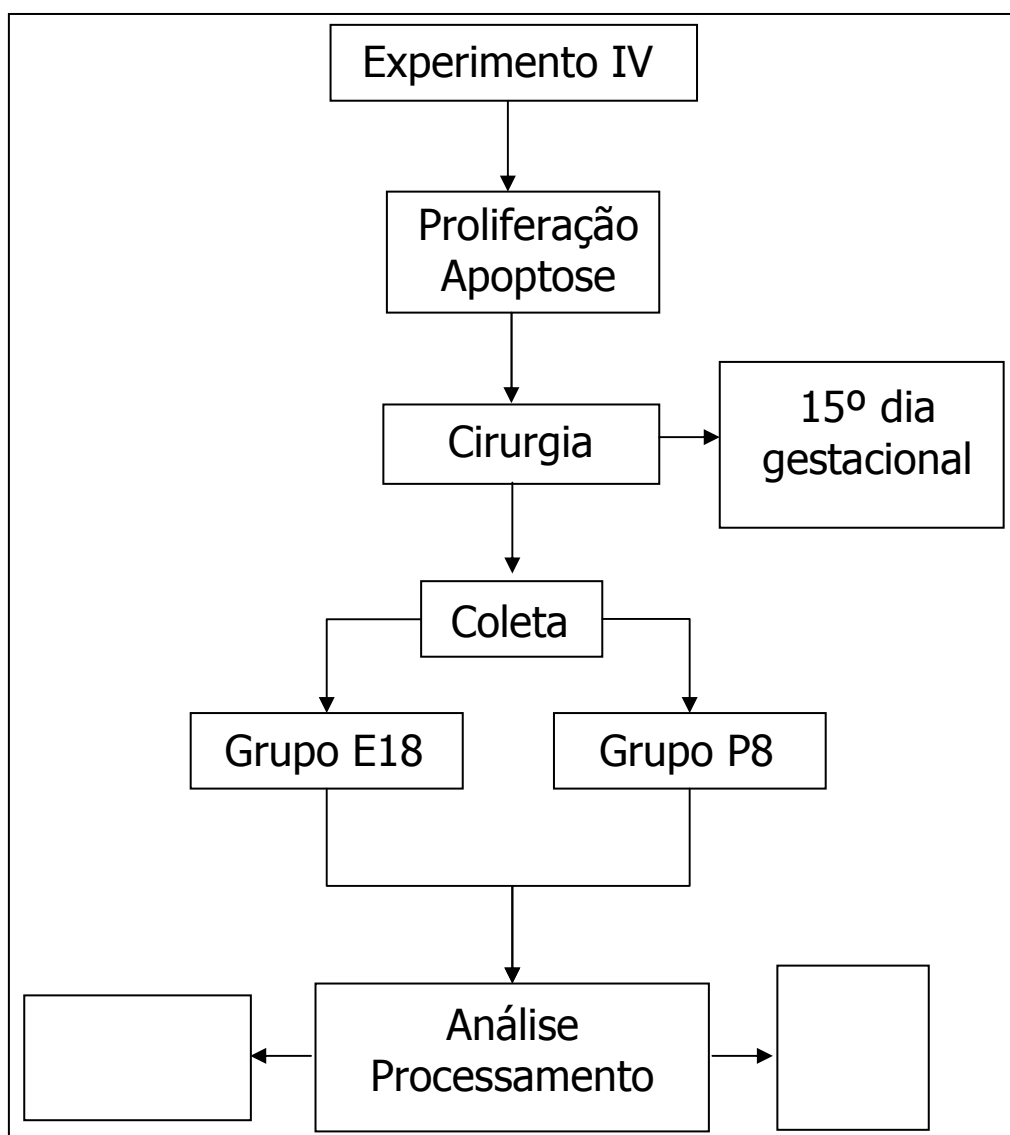 Experimento IV
Proliferação
Apoptose
Cirurgia
15º dia
gestacional
Coleta
Grupo E18
Grupo P8
Análise
Processamento